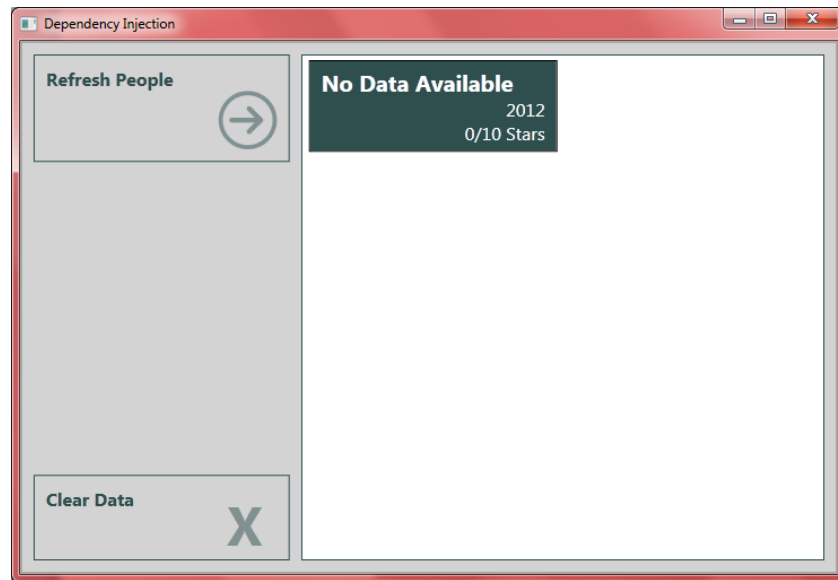 Dependency Injection
Refresh People
No Data Available
2012
0/10 Stars
Clear Data
X